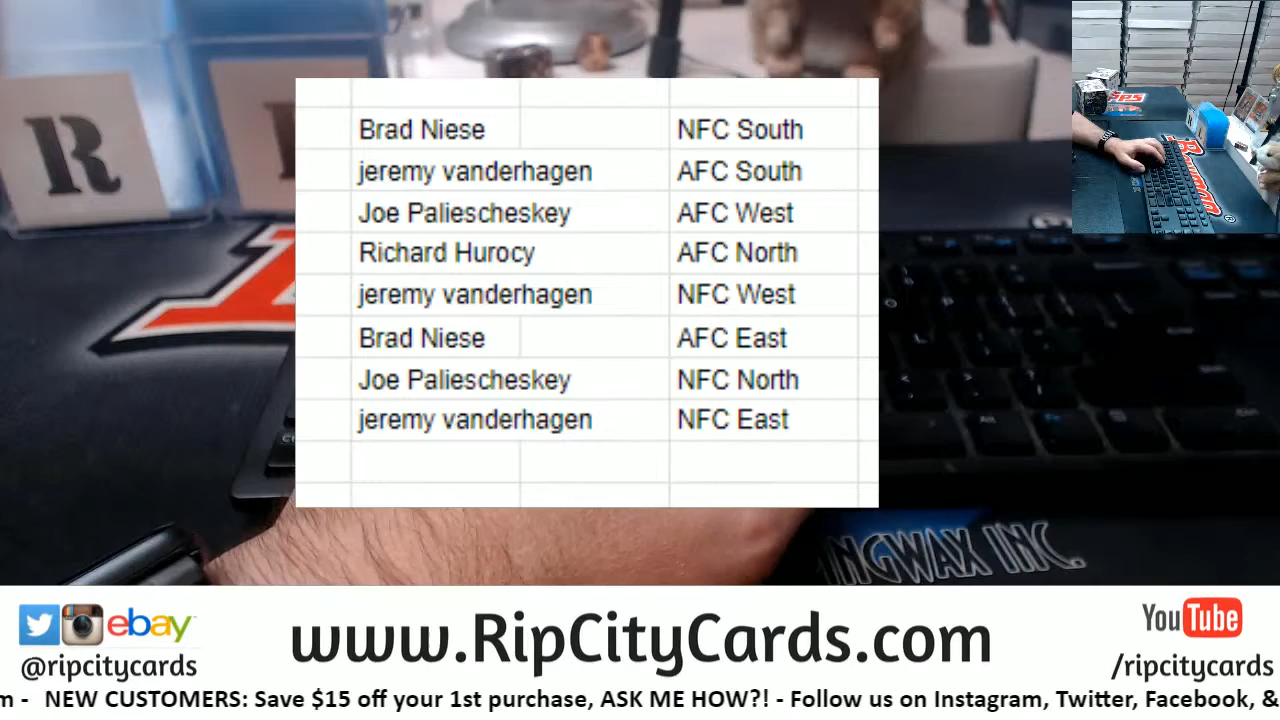 R
Brad Niese NFC South
jeremy vanderhagen AFC South
Joe Paliescheskey AFC West
Richard Hurocy AFC North
jeremy vanderhagen NFC West
Brad Niese AFC East
Joe Paliescheskey NFC North
jeremy vanderhagen NFC East
INGWAX INC.
ebay
@ripcitycards
www.RipCityCards.com
YouTube
/ripcitycards
m - NEW CUSTOMERS: Save $15 off your 1st purchase, ASK ME HOW?! - Follow us on Instagram, Twitter, Facebook, &